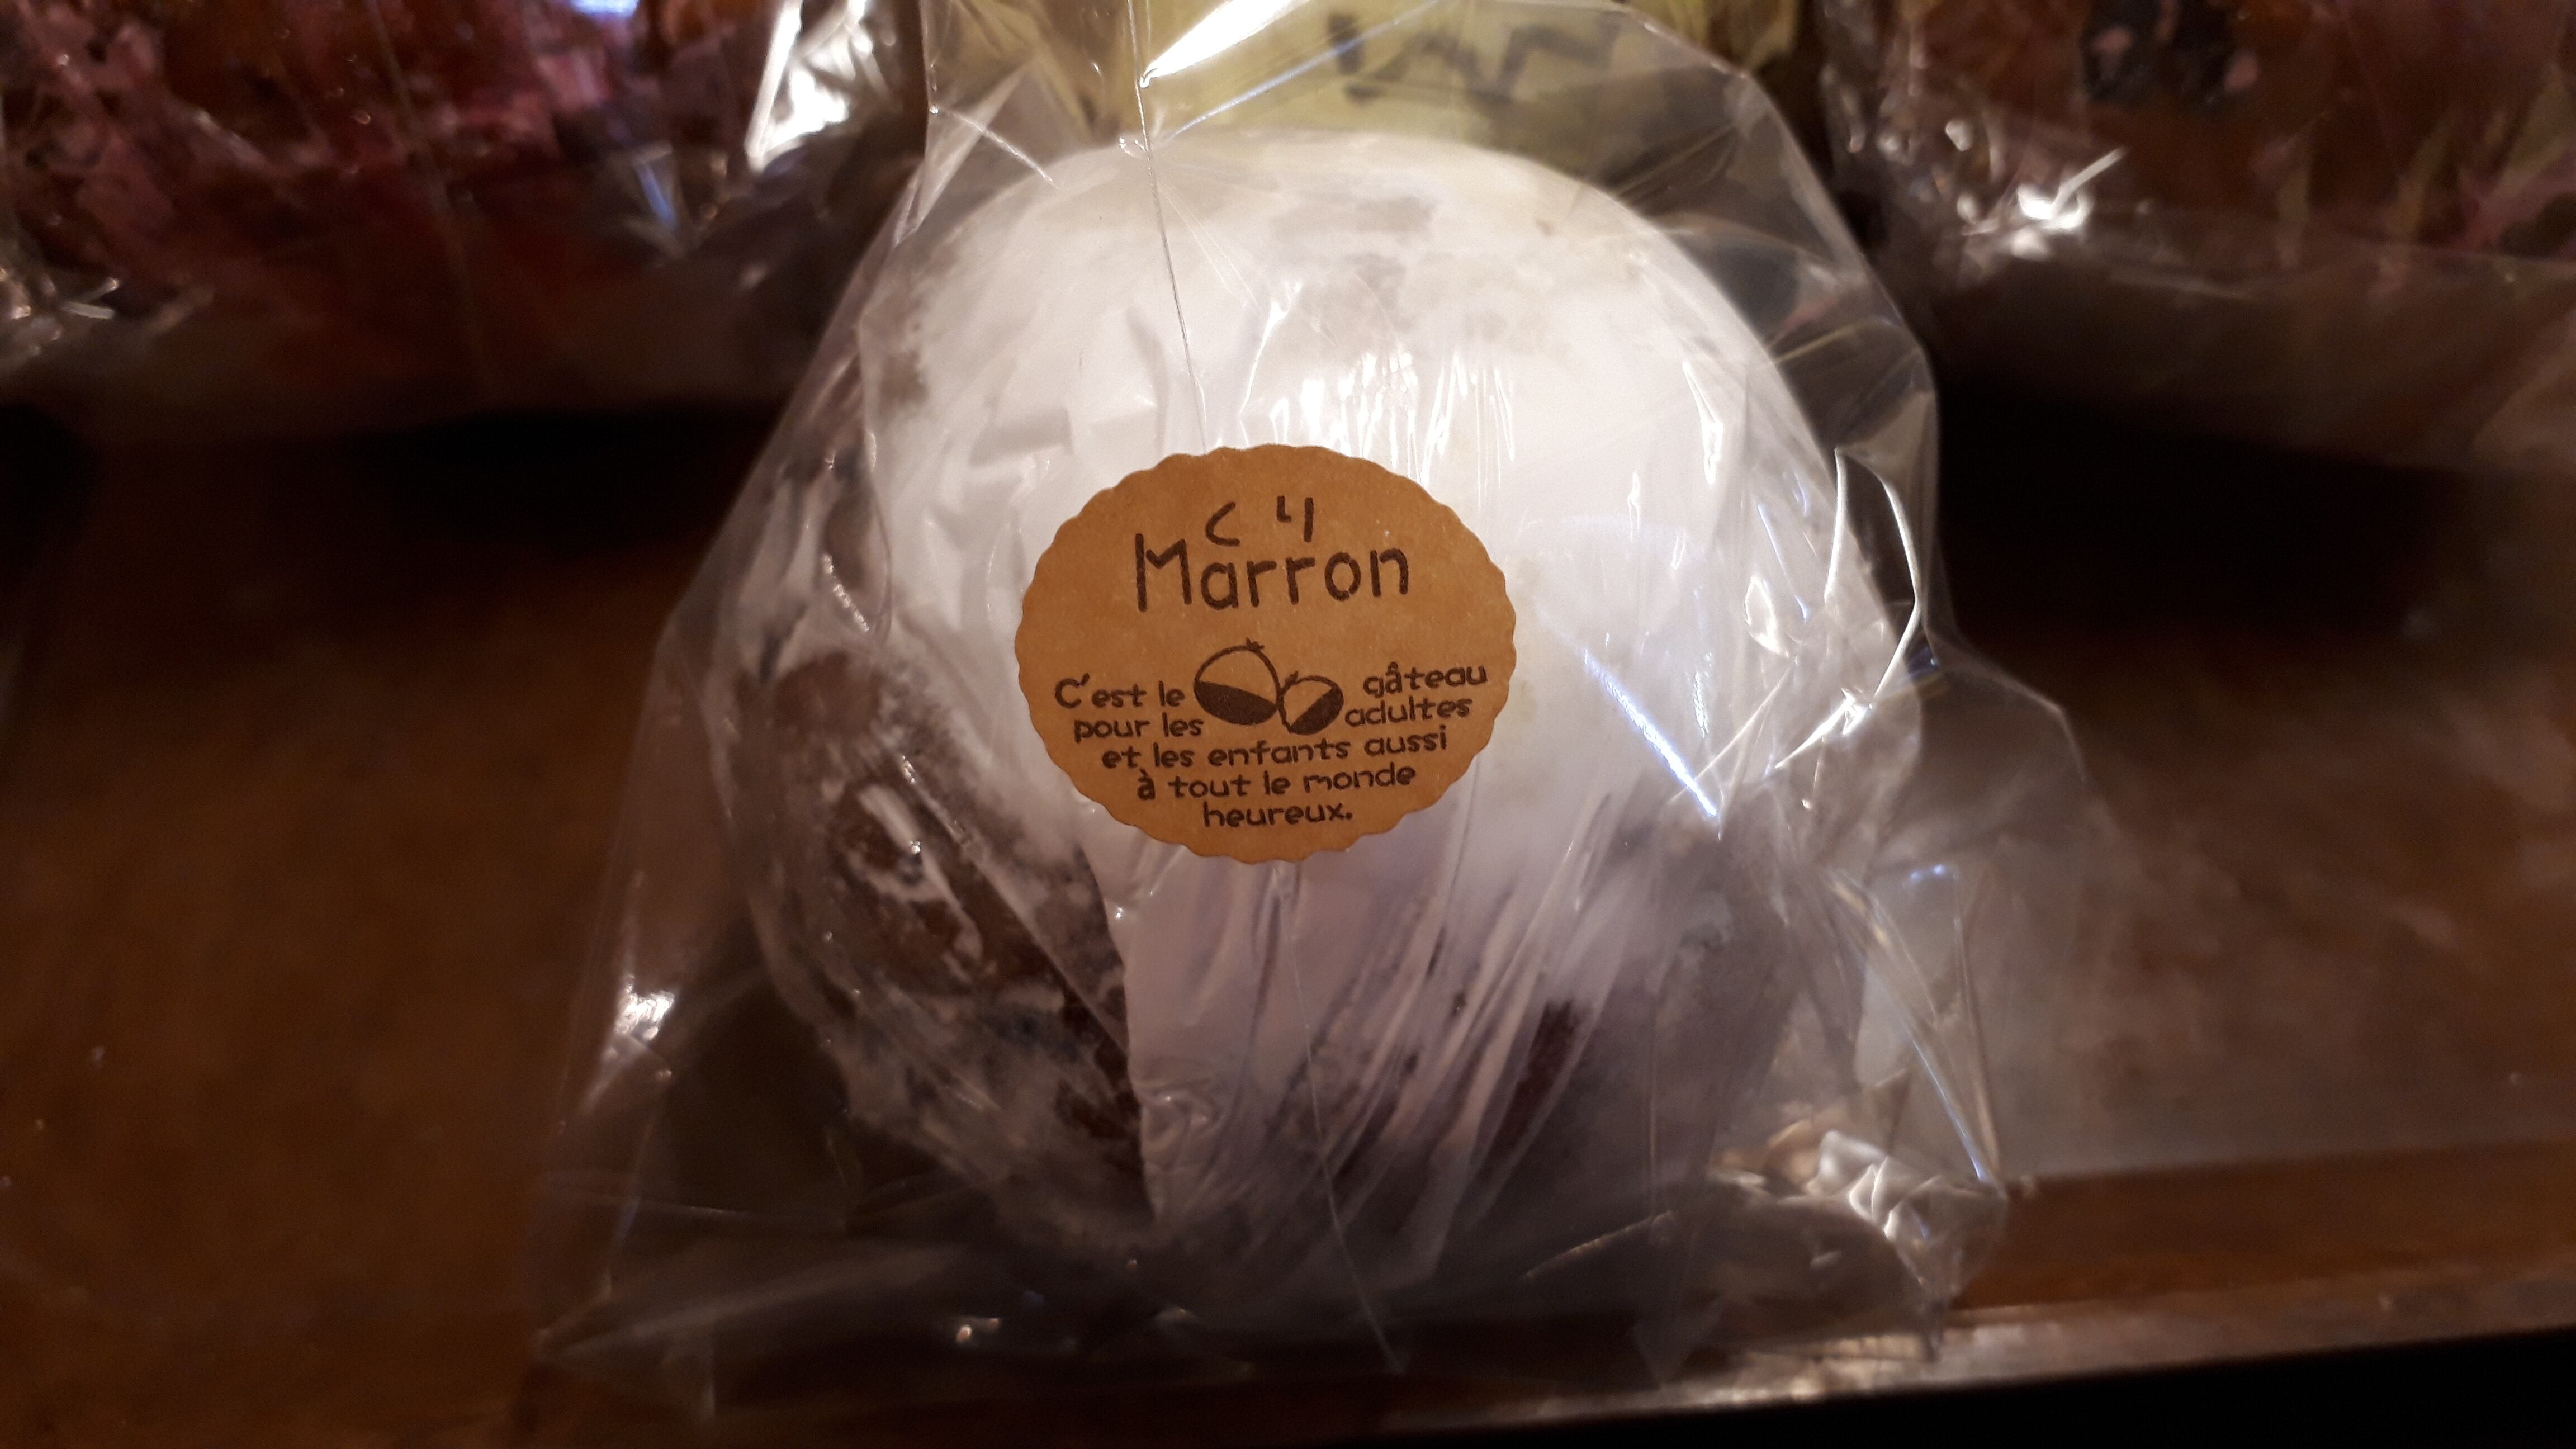 くり
Marron
C'est le gâteau
pour les adultes
et les enfants aussi
à tout le monde
heureux.